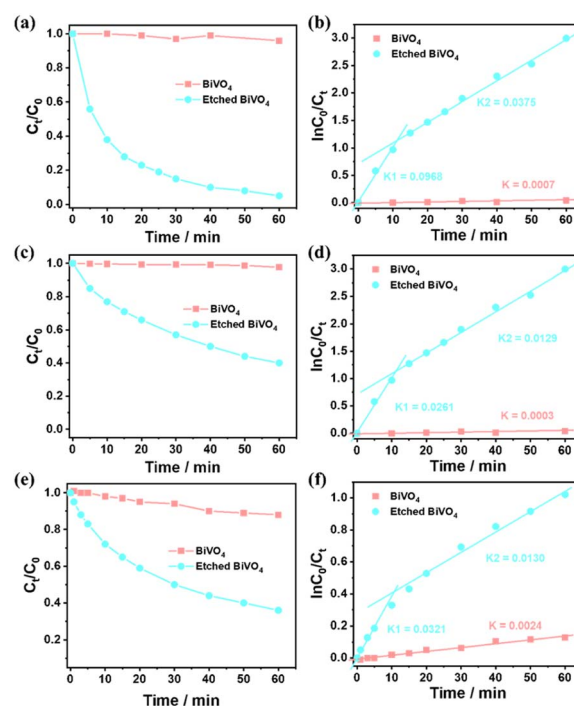 (a)
1.0
0.8
0.6
0.4
0.2
0.0
Ct/C0
BiVO4
Etched BiVO4
0 10 20 30 40 50 60
Time / min
(b)
3.0
2.5
2.0
1.5
1.0
0.5
0.0
lnC0/Ct
BiVO4
Etched BiVO4
K2 = 0.0375
K1 = 0.0968
K = 0.0007
0 10 20 30 40 50 60
Time / min
(c)
1.0
0.8
0.6
0.4
0.2
0.0
Ct/C0
BiVO4
Etched BiVO4
0 10 20 30 40 50 60
Time / min
(d)
3.0
2.5
2.0
1.5
1.0
0.5
0.0
lnC0/Ct
BiVO4
Etched BiVO4
K2 = 0.0129
K1 = 0.0261
K = 0.0003
0 10 20 30 40 50 60
Time / min
(e)
1.0
0.8
0.6
0.4
0.2
Ct/C0
BiVO4
Etched BiVO4
0 10 20 30 40 50 60
Time / min
(f)
1.0
0.8
0.6
0.4
0.2
0.0
lnC0/Ct
BiVO4
Etched BiVO4
K2 = 0.0130
K1 = 0.0321
K = 0.0024
0 10 20 30 40 50 60
Time / min